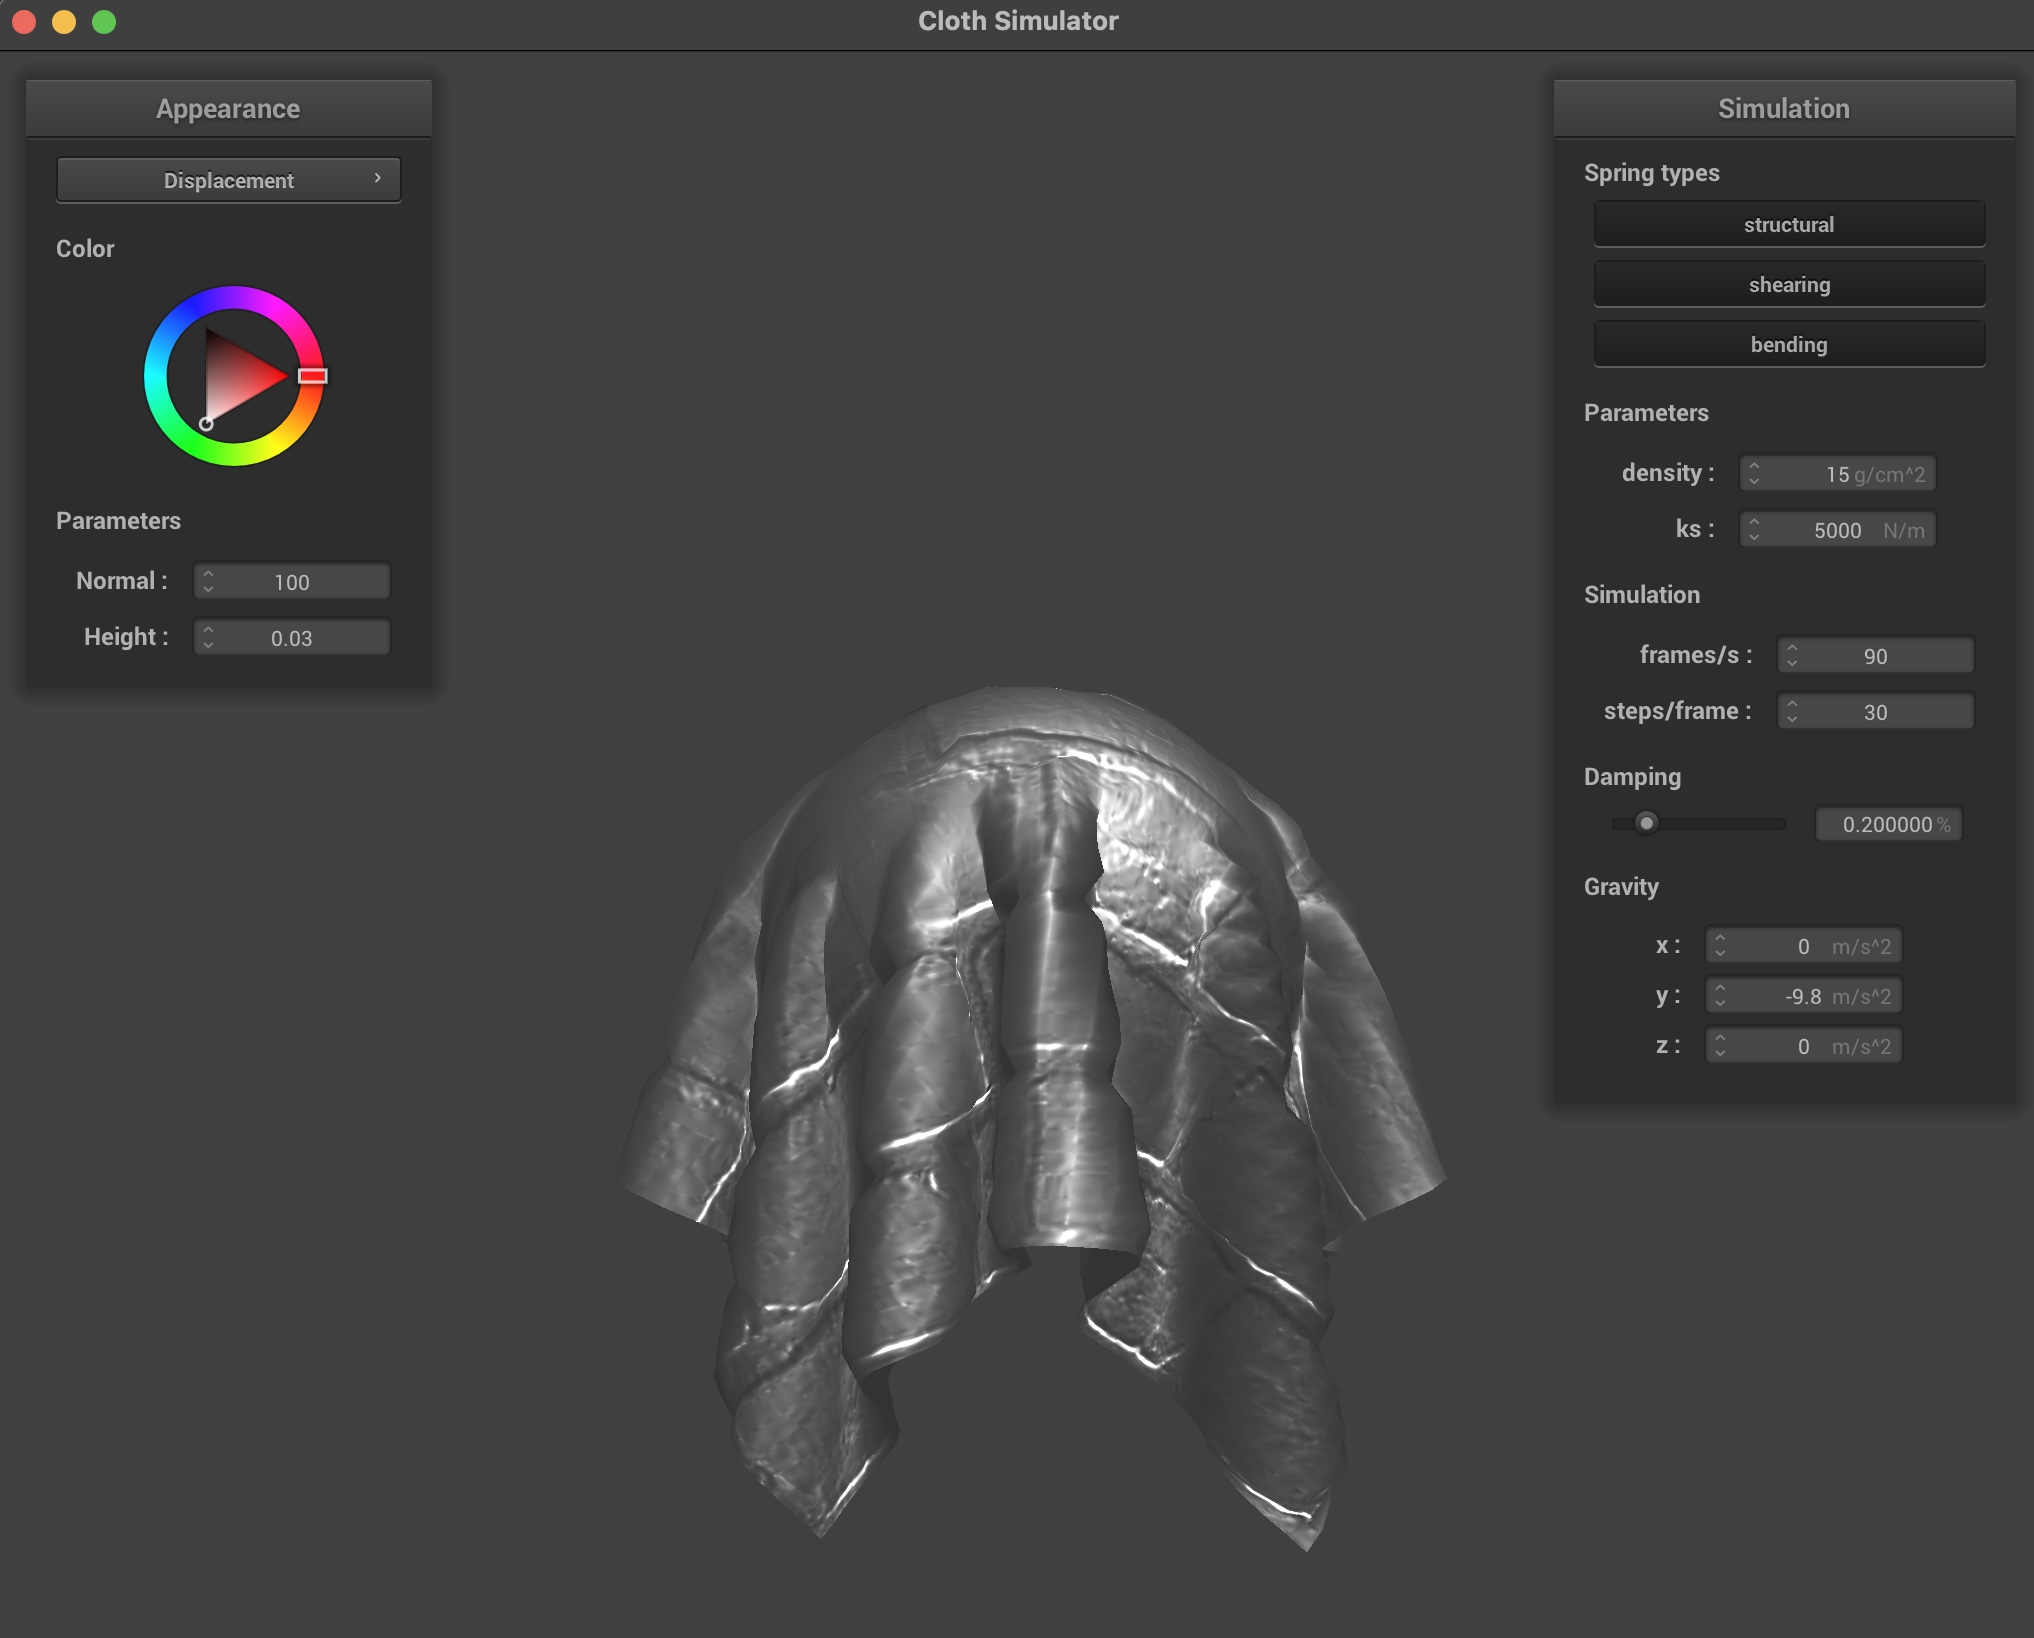 Cloth Simulator
Appearance
Displacement
Color
Parameters
Normal : 100
Height : 0.03
Simulation
Spring types
structural
shearing
bending
Parameters
density : 15 g/cm^2
ks : 5000 N/m
Simulation
frames/s : 90
steps/frame : 30
Damping
0.200000 %
Gravity
x : 0 m/s^2
y : -9.8 m/s^2
z : 0 m/s^2